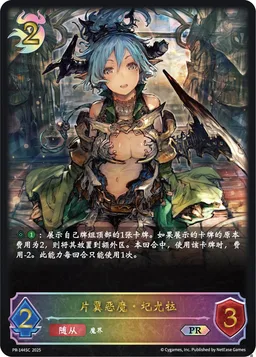 2
①：展示自己牌组顶部的1张卡牌。如果展示的卡牌的原本
费用为2，则将其放置到额外区。本回合中，使用该卡牌时，费
用-2。此能力每回合只能使用1次。
片翼恶魔·圮光祉
2
随从
魔界
PR
3
PR-144SC 2025
© Cygames, Inc. Published by NetEase Games